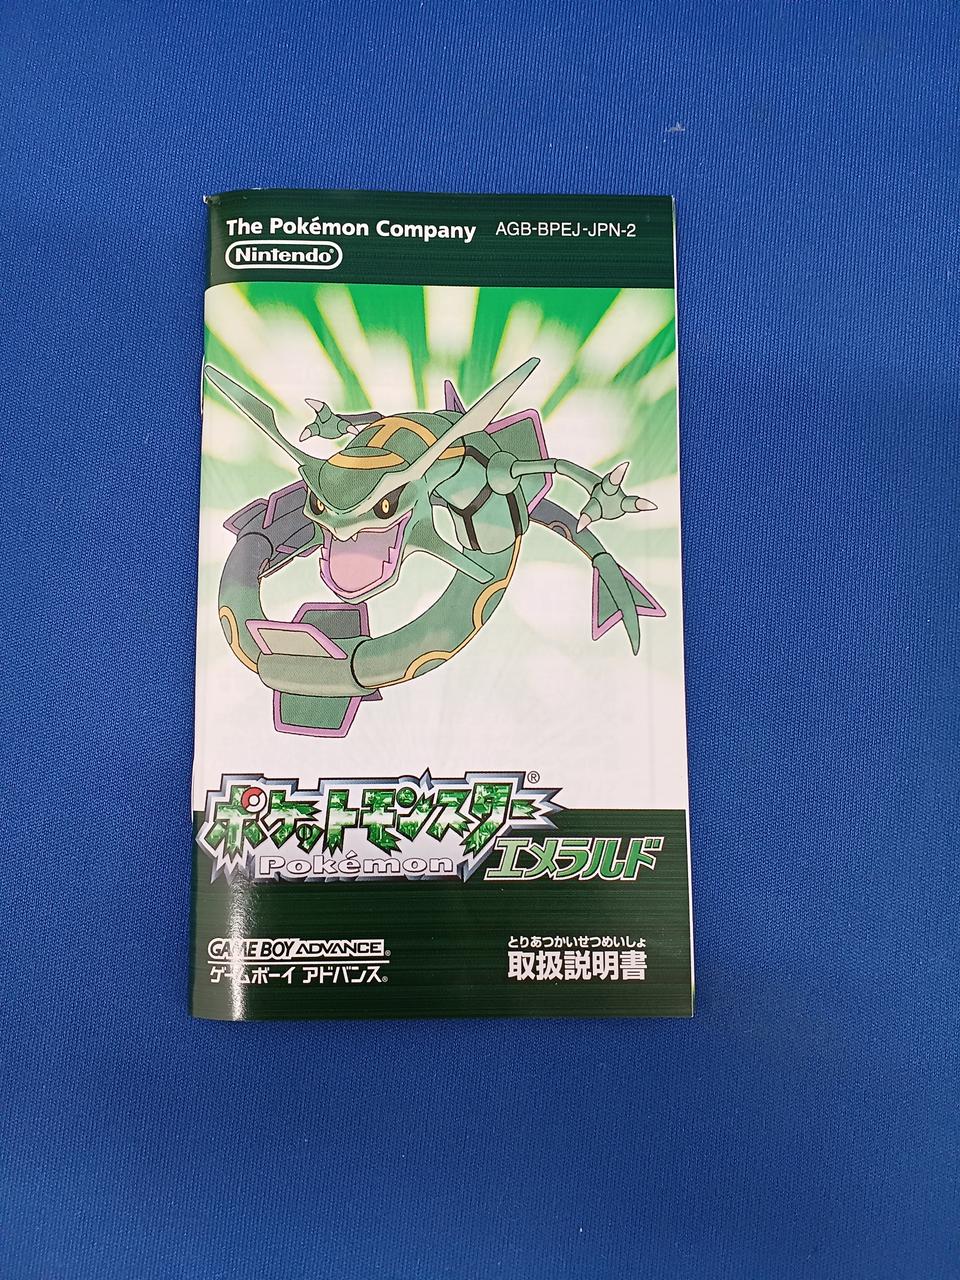 The Pokémon Company AGB-BPEJ-JPN-2
Nintendo®
ポケットモンスター®
Pokémon エメラルド
GAME BOY ADVANCE®
ゲームボーイ アドバンス®
とりあつかいせつめいしょ
取扱説明書